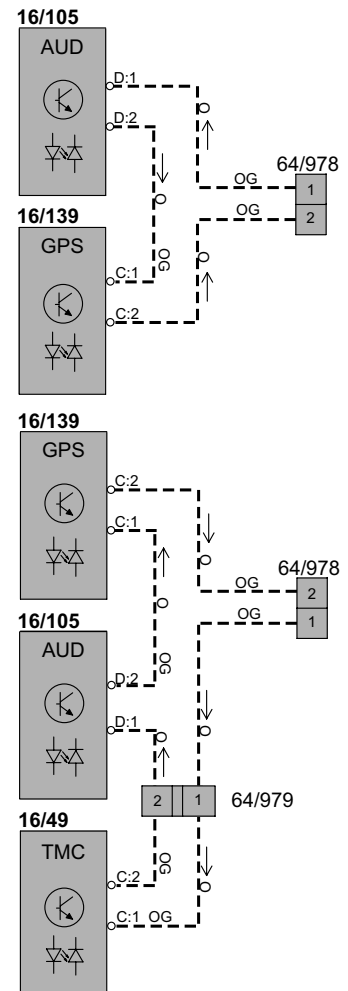 16/105
AUD
D:1
D:2
O
O
64/978
OG
1
OG
2
16/139
GPS
O
OG
C:1
C:2
16/139
GPS
C:2
C:1
O
64/978
OG
2
OG
1
O
16/105
AUD
OG
D:2
D:1
O
O
2
1
64/979
16/49
TMC
OG
O
C:2
C:1 OG